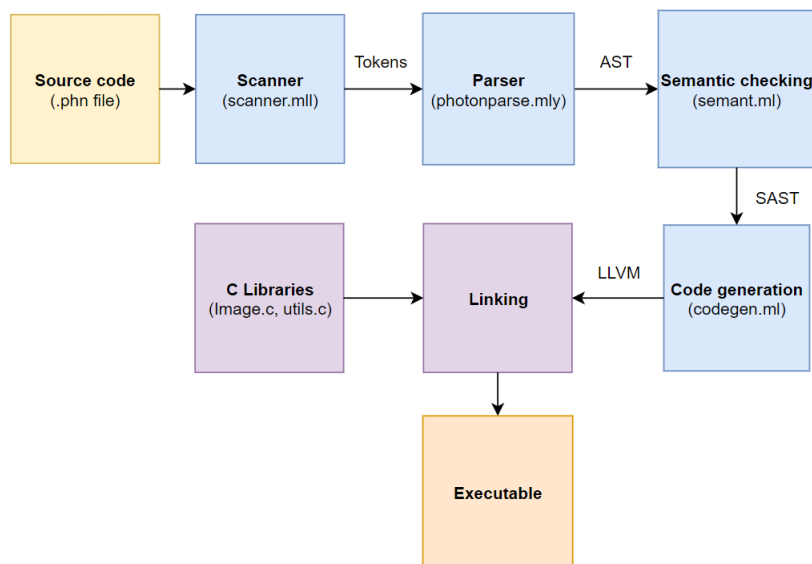 Source code
(.phn file)
Scanner
(scanner.mll)
Tokens
Parser
(photonparse.mly)
AST
Semantic checking
(semant.ml)
SAST
C Libraries
(Image.c, utils.c)
Linking
LLVM
Code generation
(codegen.ml)
Executable